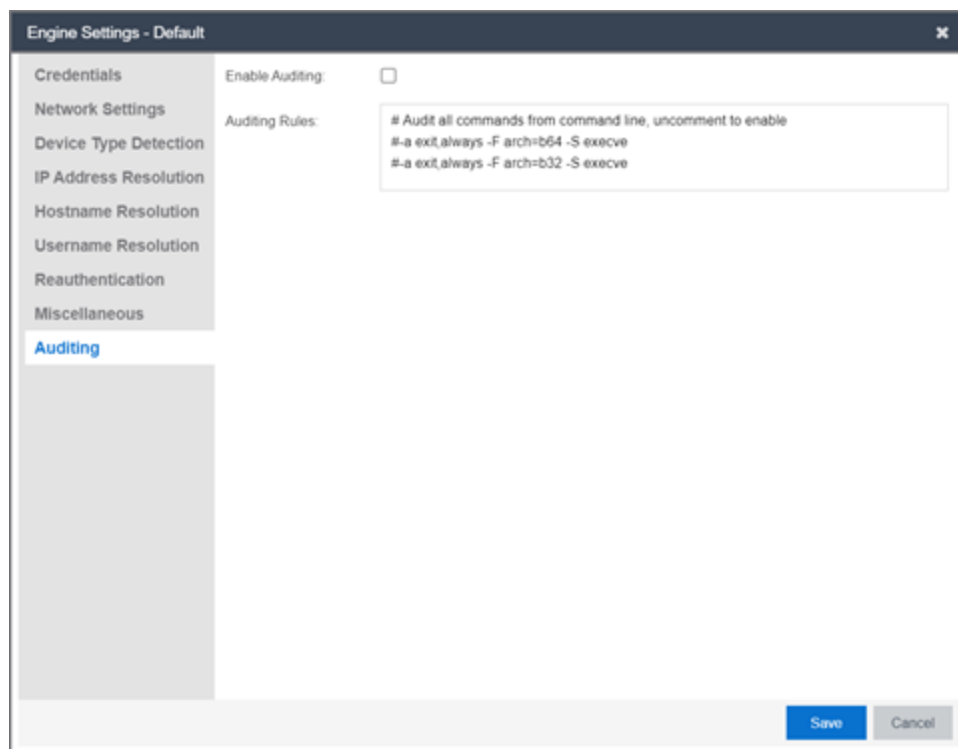 Engine Settings - Default
Credentials
Network Settings
Device Type Detection
IP Address Resolution
Hostname Resolution
Username Resolution
Reauthentication
Miscellaneous
Auditing
Enable Auditing:
Auditing Rules:
# Audit all commands from command line, uncomment to enable
#-a exit,always -F arch=b64 -S execve
#-a exit,always -F arch=b32 -S execve
Save
Cancel